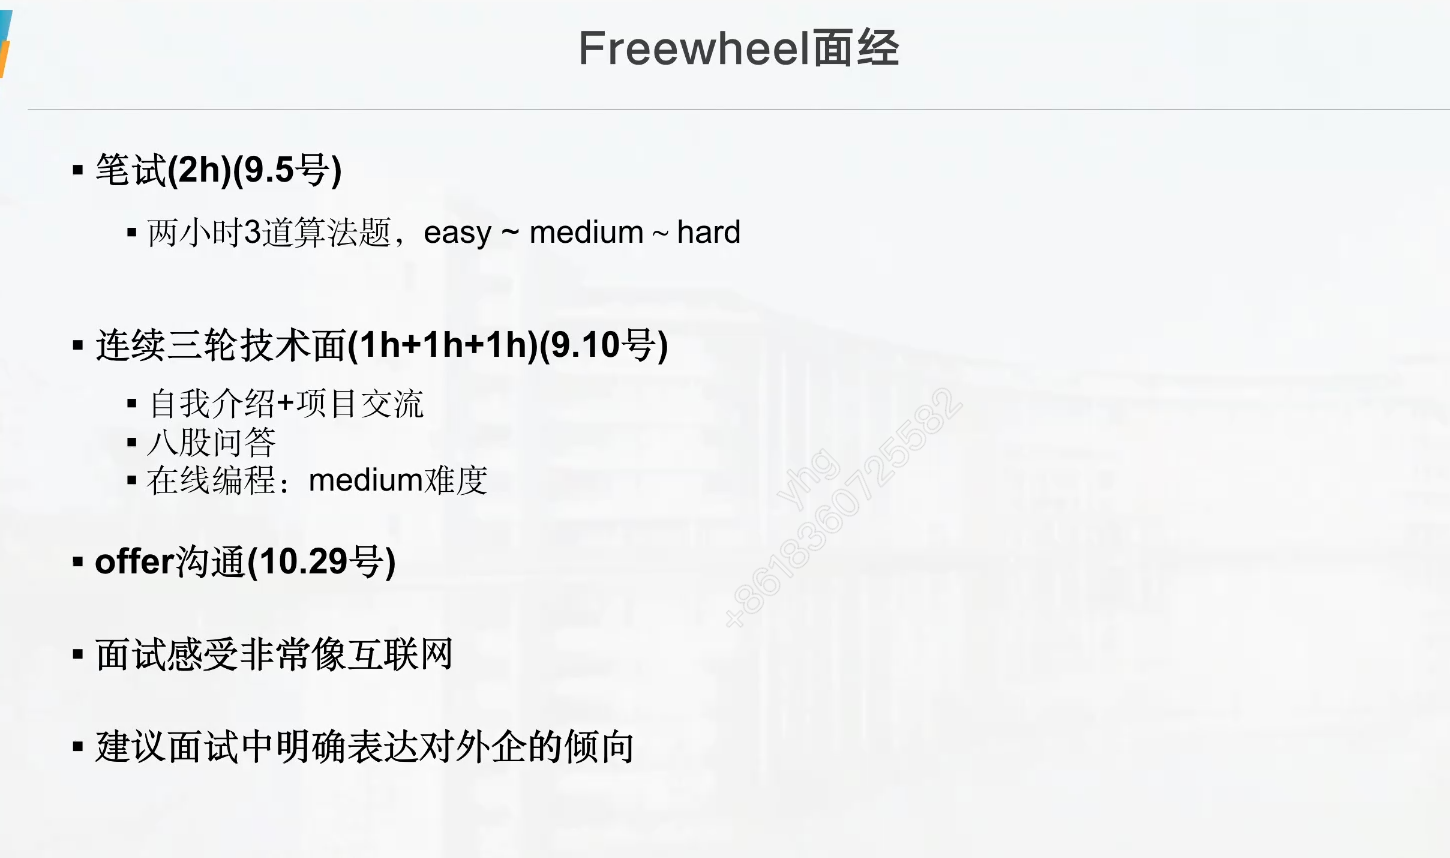 Freewheel面经
▪ 笔试(2h)(9.5号)
▪ 两小时3道算法题，easy ~ medium ~ hard
▪ 连续三轮技术面(1h+1h+1h)(9.10号)
▪ 自我介绍+项目交流
▪ 八股问答
▪ 在线编程：medium难度
▪ offer沟通(10.29号)
▪ 面试感受非常像互联网
▪ 建议面试中明确表达对外企的倾向
yhg
+8618360725582